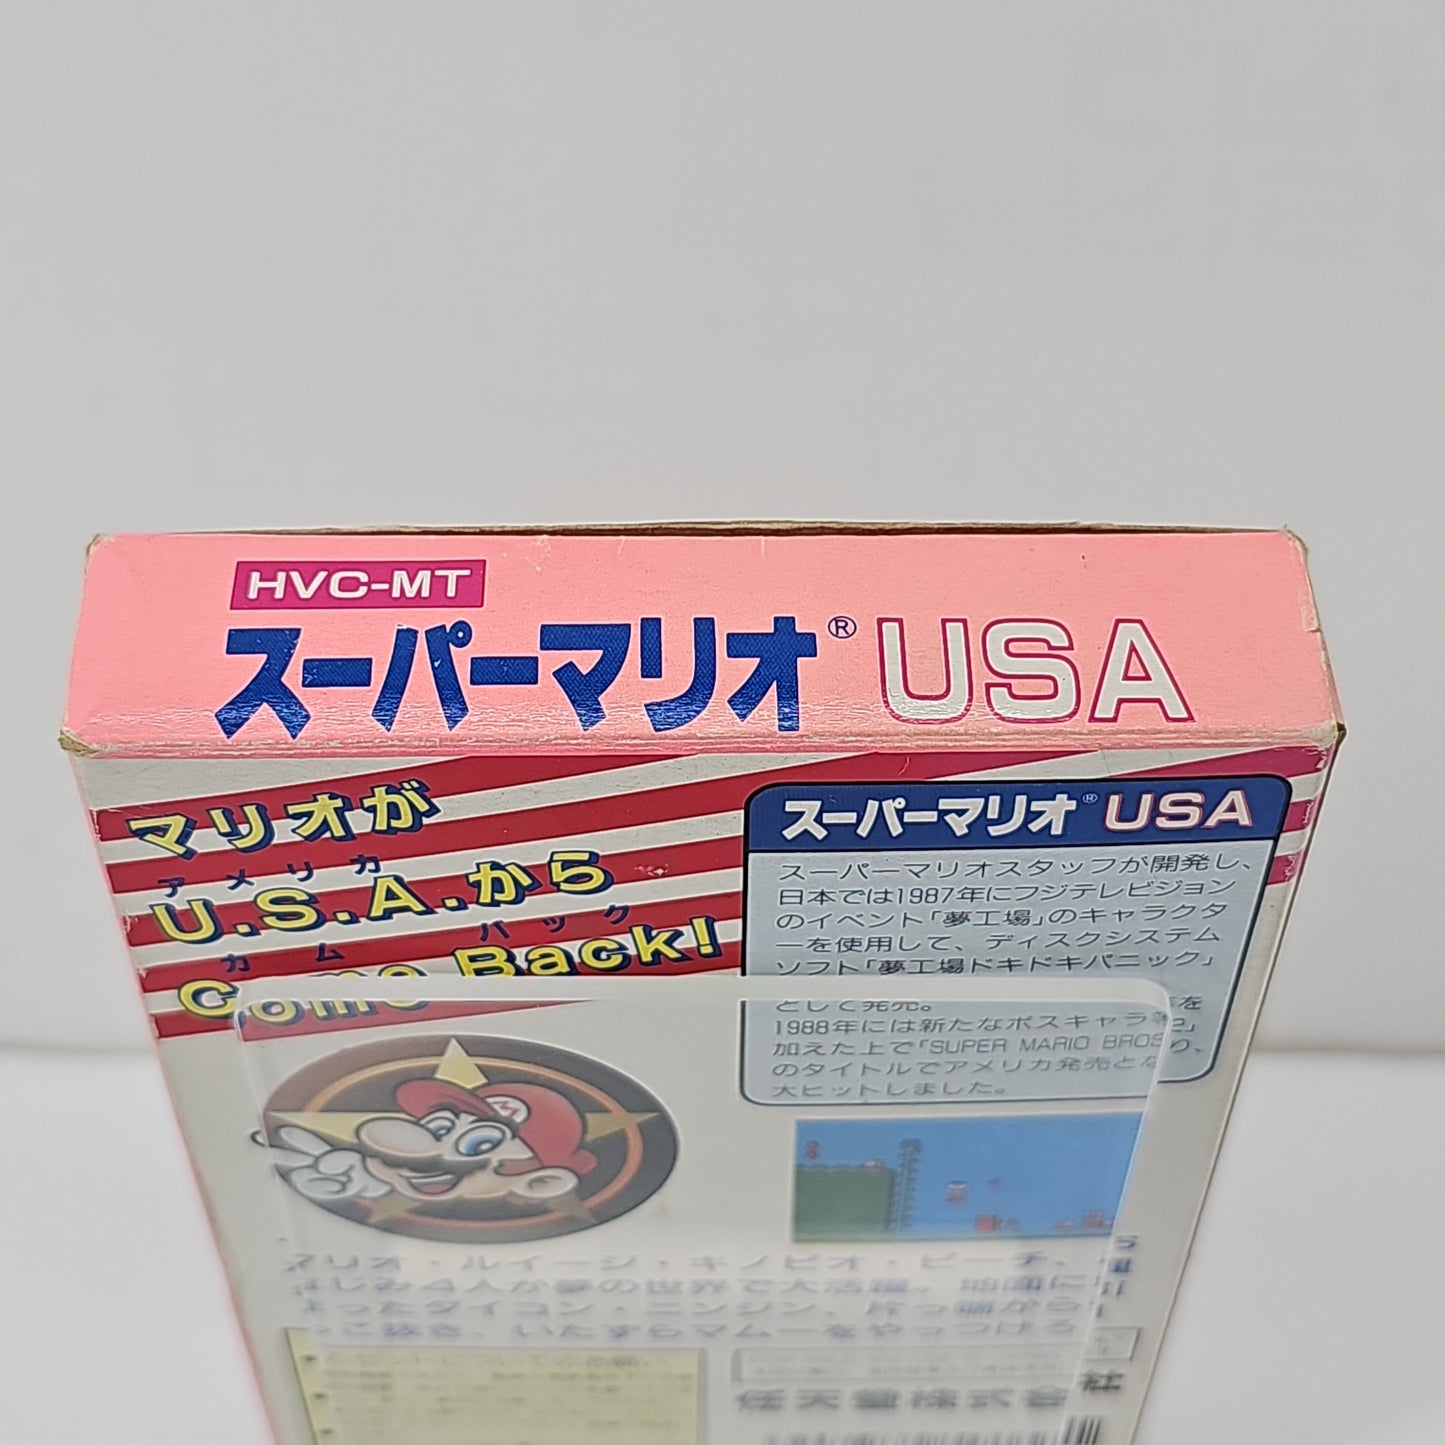 HVC-MT
スーパーマリオ® USA
マリオが
アメリカ
U.S.A.から
カム バック
Come Back!
スーパーマリオ® USA
スーパーマリオスタッフが開発し、
日本では1987年にフジテレビジョン
のイベント「夢工場」のキャラクタ
ーを使用して、ディスクシステム
ソフト「夢工場ドキドキパニック」
として発売。
1988年には新たなボスキャラ等を
加えた上で「SUPER MARIO BROS
2」
のタイトルでアメリカ発売とな
り、
大ヒットしました。
M
マリオ・ルイージ・キノピオ・ピーチ、
なじみ4人が夢の世界で大活躍。地面に
ったダイコン・ニンジン、片っ端から
っこ抜き、いたずらマムーをやっつけろ
任天堂株式会社